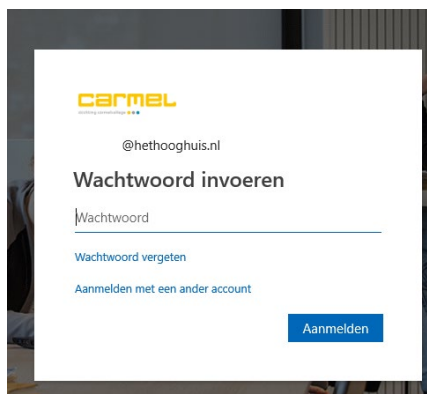 carmel
stichting carmelcollege
@hethooghuis.nl
Wachtwoord invoeren
Wachtwoord
Wachtwoord vergeten
Aanmelden met een ander account
Aanmelden